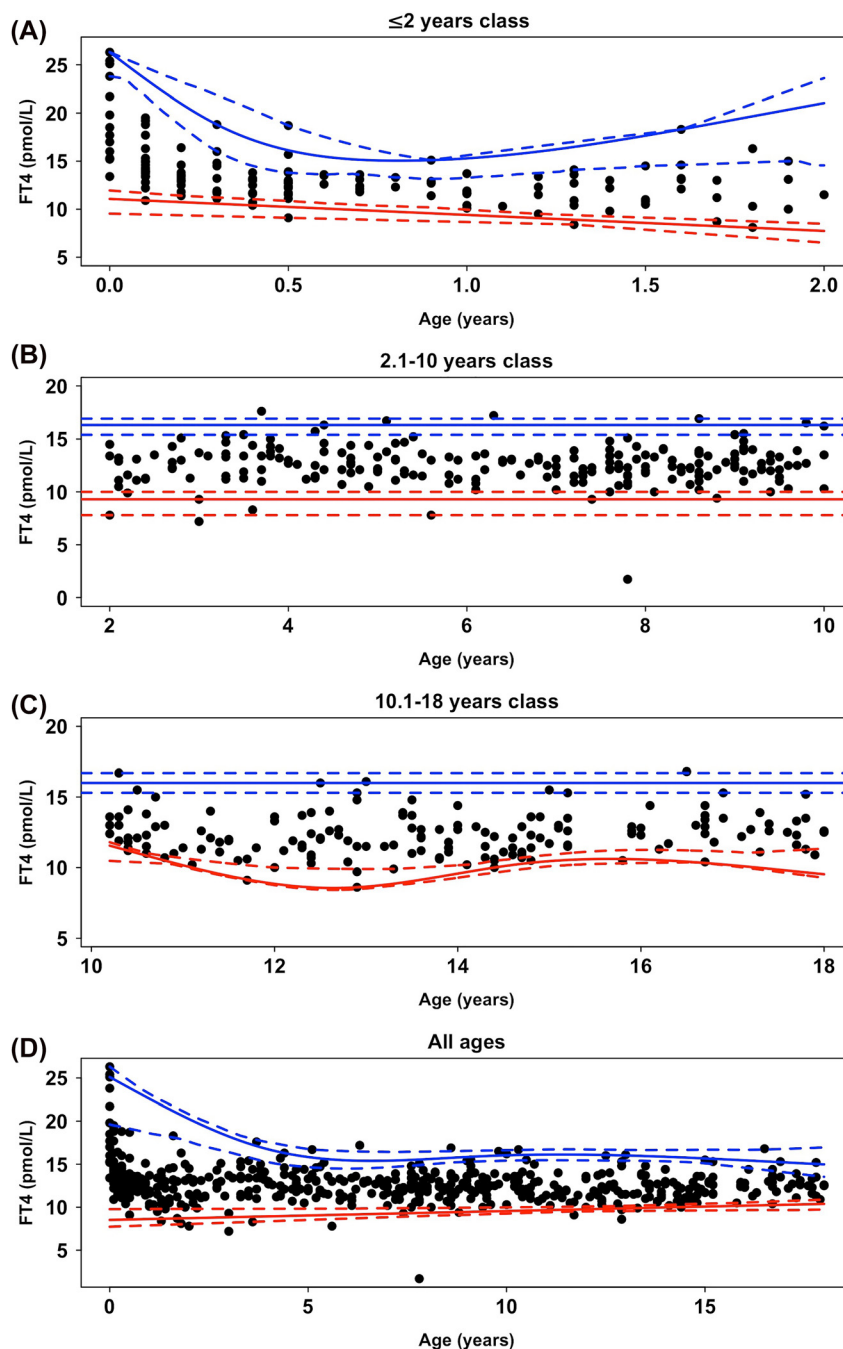 (A)
≤2 years class
FT4 (pmol/L)
25
20
15
10
5
0.0 0.5 1.0 1.5 2.0
Age (years)
(B)
2.1-10 years class
FT4 (pmol/L)
20
15
10
5
0
2 4 6 8 10
Age (years)
(C)
10.1-18 years class
FT4 (pmol/L)
20
15
10
5
10 12 14 16 18
Age (years)
(D)
All ages
FT4 (pmol/L)
25
20
15
10
5
0 5 10 15
Age (years)